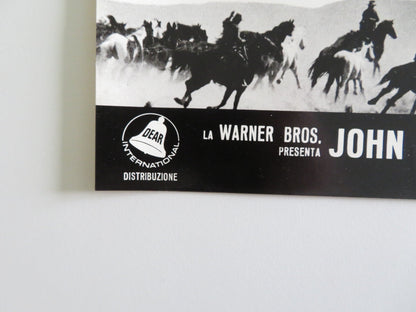 DEAR
INTERNATIONAL
DISTRIBUZIONE
LA WARNER BROS.
PRESENTA JOHN